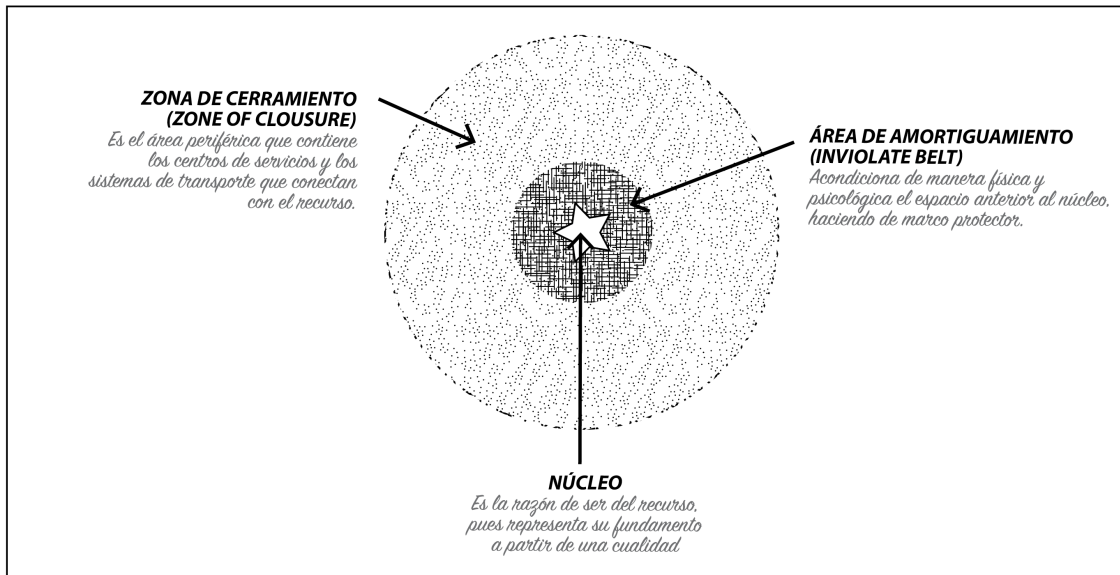 ZONA DE CERRAMIENTO
(ZONE OF CLOUSURE)
Es el área periférica que contiene
los centros de servicios y los
sistemas de transporte que conectan
con el recurso.
ÁREA DE AMORTIGUAMIENTO
(INVIOLATE BELT)
Acondiciona de manera física y
psicológica el espacio anterior al núcleo,
haciendo de marco protector.
NÚCLEO
Es la razón de ser del recurso,
pues representa su fundamento
a partir de una cualidad